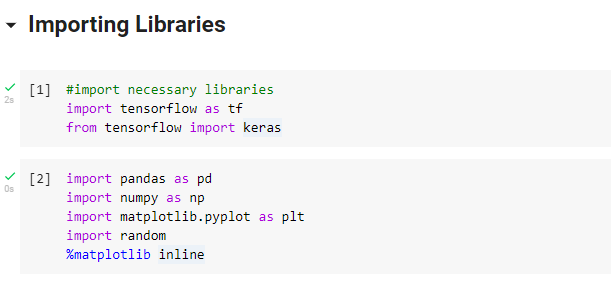 Importing Libraries
[1] #import necessary libraries
import tensorflow as tf
from tensorflow import keras
2s
[2] import pandas as pd
import numpy as np
import matplotlib.pyplot as plt
import random
%matplotlib inline
0s